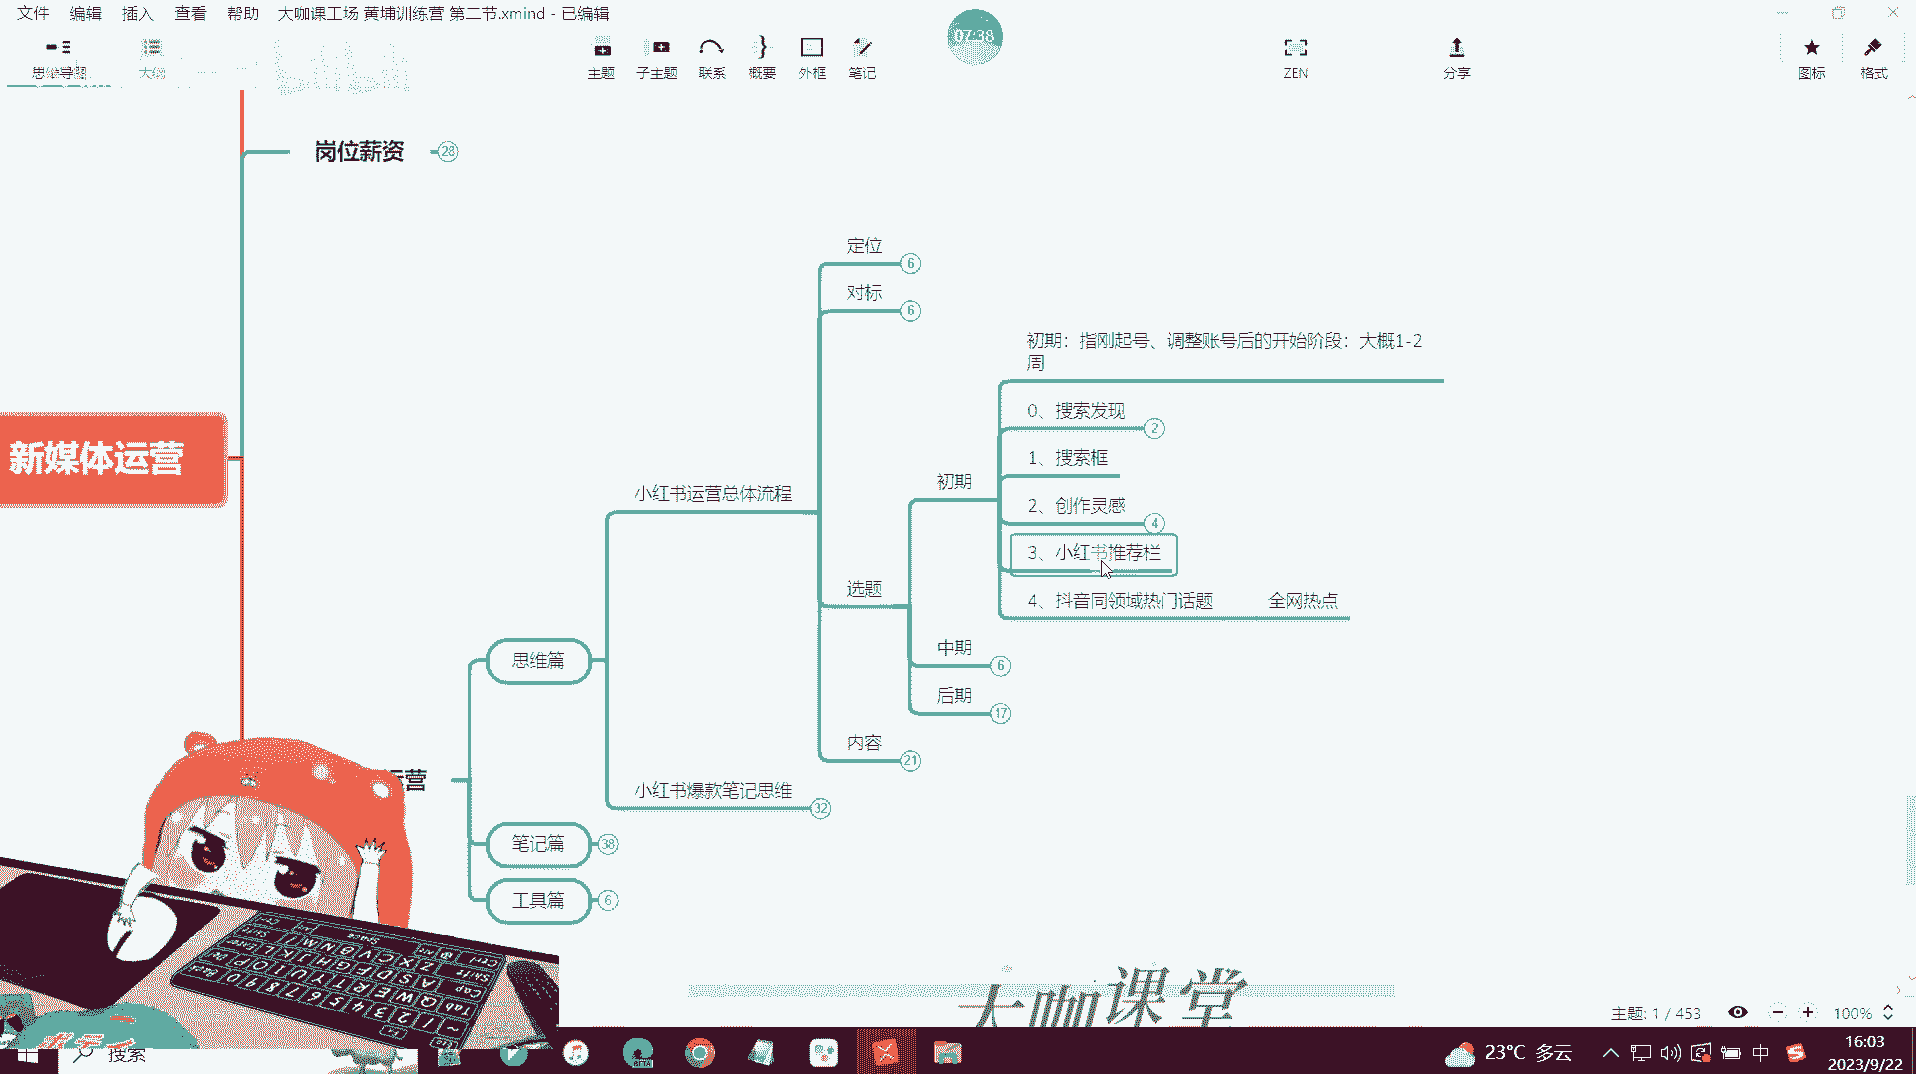 文件 编辑 插入 查看 帮助 大咖课工场 黄埔训练营 第二节.xmind - 已编辑
07:38
思维导图 大纲 主题 子主题 联系 概要 外框 笔记 ZEN 分享 图标 格式
岗位薪资 28
定位 6
对标 6
初期：指刚起号、调整账号后的开始阶段：大概1-2
周
0、搜索发现 2
1、搜索框
初期
2、创作灵感 4
3、小红书推荐栏
4、抖音同领域热门话题 全网热点
新媒体运营
小红书运营总体流程
选题
中期 6
后期 17
思维篇
内容 21
运营
小红书爆款笔记思维 32
笔记篇 38
工具篇 6
大咖课堂
主题: 1 / 453 100%
搜索
BETA
23°C 多云 中
16:03
2023/9/22